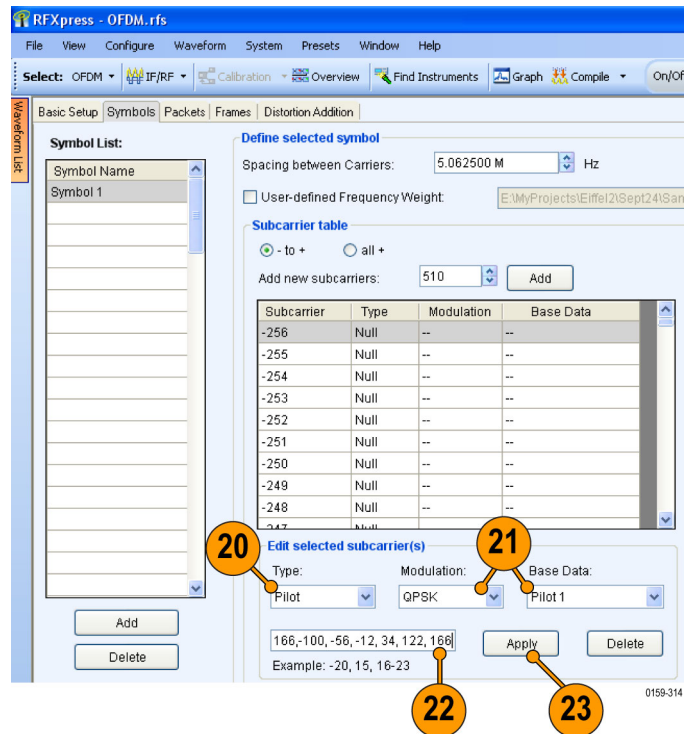 RFXpress - OFDM.rfs
File View Configure Waveform System Presets Window Help
Select: OFDM IF/RF Calibration Overview Find Instruments Graph Compile On/Of
Waveform List
Basic Setup Symbols Packets Frames Distortion Addition
Symbol List:
Symbol Name
Symbol 1
Add
Delete
Define selected symbol
Spacing between Carriers: 5.062500 M Hz
User-defined Frequency Weight: E:\MyProjects\Eiffel2\Sept24\San
Subcarrier table
- to + all +
Add new subcarriers: 510 Add
Subcarrier Type Modulation Base Data
-256 Null -- --
-255 Null -- --
-254 Null -- --
-253 Null -- --
-252 Null -- --
-251 Null -- --
-250 Null -- --
-249 Null -- --
-248 Null -- --
Edit selected subcarrier(s)
20
21
Type: Modulation: Base Data:
Pilot QPSK Pilot 1
166,-100, -56, -12, 34, 122, 166 Apply Delete
Example: -20, 15, 16-23
22
23
0159-314